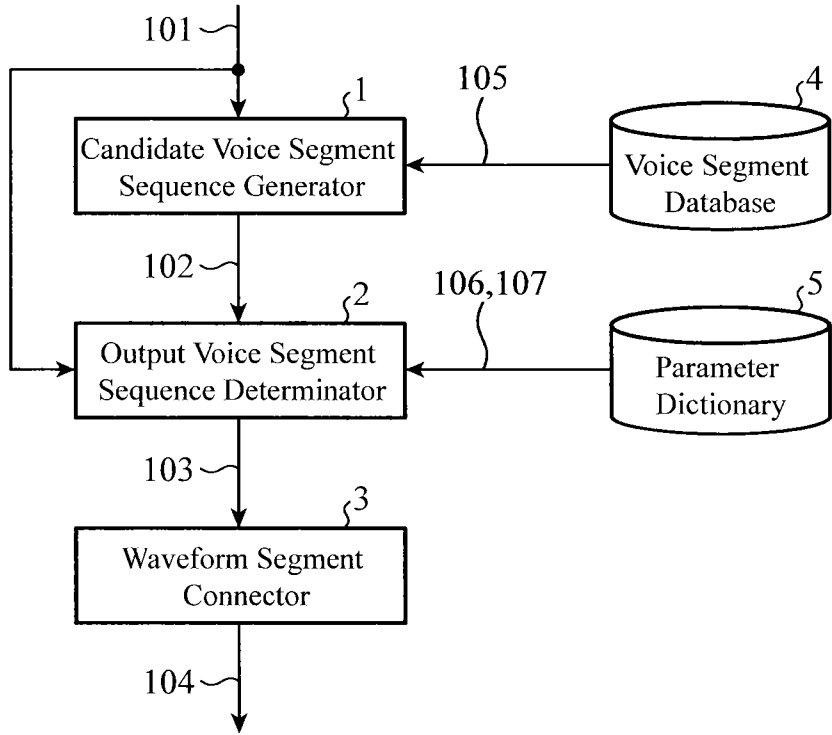 101
1
Candidate Voice Segment
Sequence Generator
105
4
Voice Segment
Database
102
2
Output Voice Segment
Sequence Determinator
106,107
5
Parameter
Dictionary
103
3
Waveform Segment
Connector
104